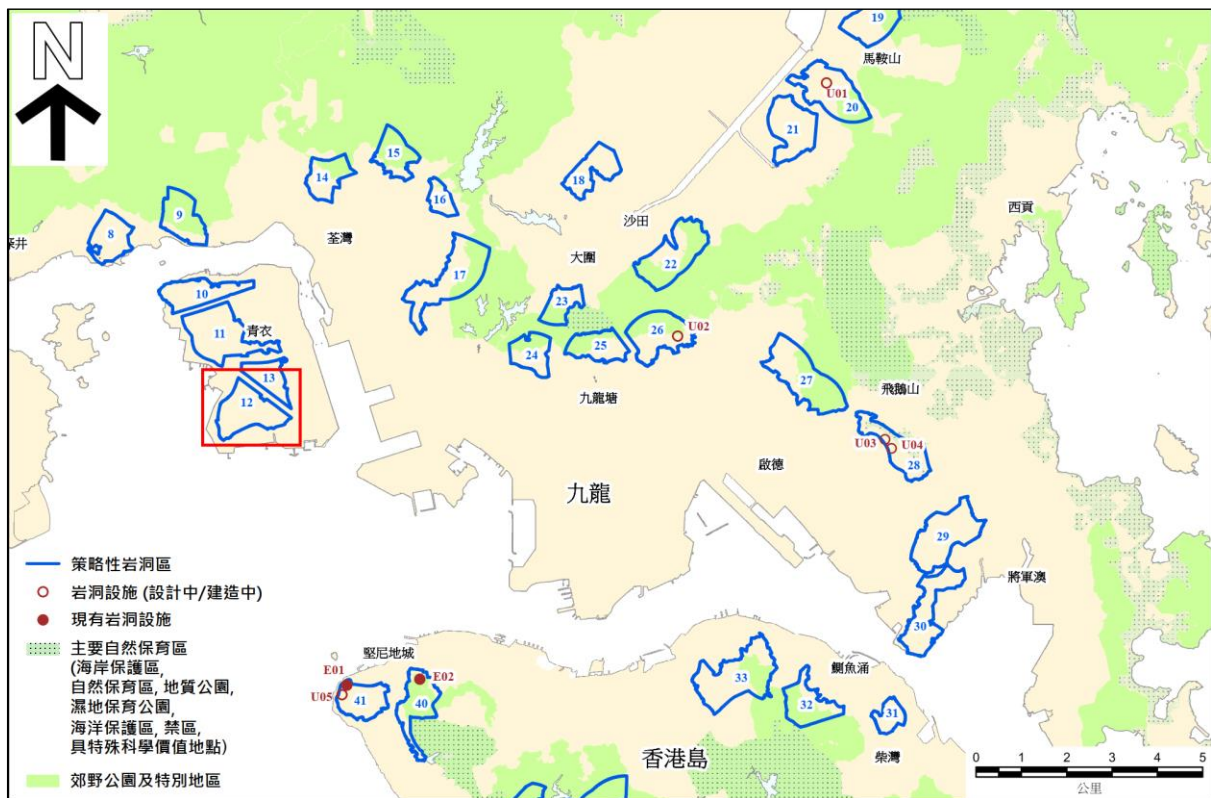 N
19
馬鞍山
U01
20
21
15
14
16
18
9
8
深井
荃灣
沙田
西貢
大圍
22
17
10
23
11
青衣
26
U02
24
25
13
27
九龍塘
飛鵝山
12
U03
U04
28
啟德
九龍
29
將軍澳
30
策略性岩洞區
岩洞設施 (設計中/建造中)
現有岩洞設施
主要自然保育區
(海岸保護區,
自然保育區, 地質公園,
濕地保育公園,
海洋保護區, 禁區,
具特殊科學價值地點)
郊野公園及特別地區
堅尼地城
E01
E02
U05
41
40
33
鰂魚涌
32
31
柴灣
香港島
0 1 2 3 4 5
公里